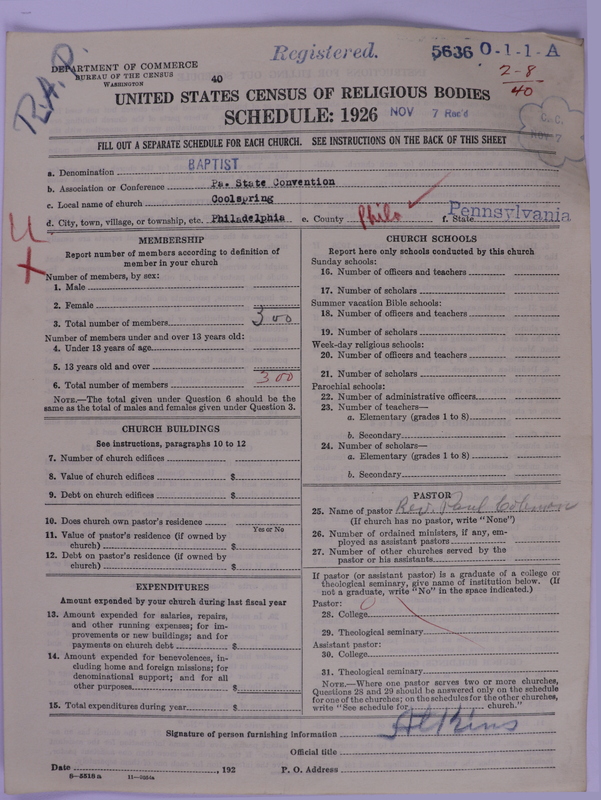 R.A.P.
Registered. 5636 O-1-1-A
DEPARTMENT OF COMMERCE
BUREAU OF THE CENSUS
WASHINGTON
40
2-8
40
UNITED STATES CENSUS OF RELIGIOUS BODIES
SCHEDULE: 1926 NOV 7 Rec'd
NOV 7
FILL OUT A SEPARATE SCHEDULE FOR EACH CHURCH. SEE INSTRUCTIONS ON THE BACK OF THIS SHEET
a. Denomination BAPTIST
b. Association or Conference Pa. State Convention
c. Local name of church Coolspring
d. City, town, village, or township, etc. Philadelphia e. County Phila f. State Pennsylvania
MEMBERSHIP
Report number of members according to definition of
member in your church
Number of members, by sex:
1. Male
2. Female
3. Total number of members 300
Number of members under and over 13 years old:
4. Under 13 years of age
5. 13 years old and over
6. Total number of members 300
NOTE.—The total given under Question 6 should be the
same as the total of males and females given under Question 3.
CHURCH BUILDINGS
See instructions, paragraphs 10 to 12
7. Number of church edifices
8. Value of church edifices $
9. Debt on church edifices $
10. Does church own pastor's residence
Yes or No
11. Value of pastor's residence (if owned by
church) $
12. Debt on pastor's residence (if owned by
church) $
EXPENDITURES
Amount expended by your church during last fiscal year
13. Amount expended for salaries, repairs,
and other running expenses; for im-
provements or new buildings; and for
payments on church debt $
14. Amount expended for benevolences, in-
cluding home and foreign missions; for
denominational support; and for all
other purposes $
15. Total expenditures during year $
CHURCH SCHOOLS
Report here only schools conducted by this church
Sunday schools:
16. Number of officers and teachers
17. Number of scholars
Summer vacation Bible schools:
18. Number of officers and teachers
19. Number of scholars
Week-day religious schools:
20. Number of officers and teachers
21. Number of scholars
Parochial schools:
22. Number of administrative officers
23. Number of teachers—
a. Elementary (grades 1 to 8)
b. Secondary
24. Number of scholars—
a. Elementary (grades 1 to 8)
b. Secondary
PASTOR
25. Name of pastor Rev. Paul Coleman
(If church has no pastor, write "None")
26. Number of ordained ministers, if any, em-
ployed as assistant pastors
27. Number of other churches served by the
pastor or his assistants
If pastor (or assistant pastor) is a graduate of a college or
theological seminary, give name of institution below. (If
not a graduate, write "No" in the space indicated.)
Pastor:
28. College
29. Theological seminary
Assistant pastor:
30. College
31. Theological seminary
NOTE.—Where one pastor serves two or more churches,
Questions 28 and 29 should be answered only on the schedule
for one of the churches; on the schedules for the other churches,
write "See schedule for church."
Signature of person furnishing information
Official title
Date , 192 P. O. Address